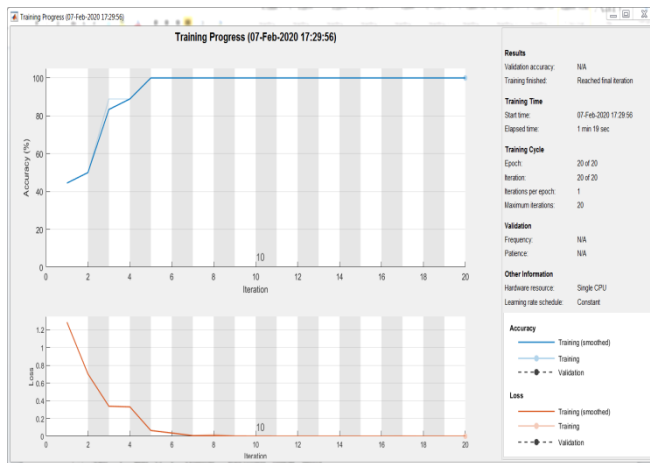 Training Progress (07-Feb-2020 17:29:56)
Training Progress (07-Feb-2020 17:29:56)
Accuracy (%)
100
80
60
40
20
0
10
0 2 4 6 8 10 12 14 16 18 20
Iteration
Loss
1.2
1
0.8
0.6
0.4
0.2
0
10
0 2 4 6 8 10 12 14 16 18 20
Iteration
Results
Validation accuracy: N/A
Training finished: Reached final iteration
Training Time
Start time: 07-Feb-2020 17:29:56
Elapsed time: 1 min 19 sec
Training Cycle
Epoch: 20 of 20
Iteration: 20 of 20
Iterations per epoch: 1
Maximum iterations: 20
Validation
Frequency: N/A
Patience: N/A
Other Information
Hardware resource: Single CPU
Learning rate schedule: Constant
Accuracy
Training (smoothed)
Training
Validation
Loss
Training (smoothed)
Training
Validation